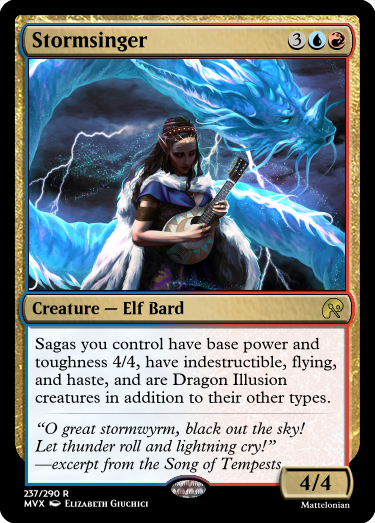 Stormsinger 3
Creature — Elf Bard
Sagas you control have base power and
toughness 4/4, have indestructible, flying,
and haste, and are Dragon Illusion
creatures in addition to their other types.
“O great stormwyrm, black out the sky!
Let thunder roll and lightning cry!”
—excerpt from the Song of Tempests
4/4
237/290 R
MVX Elizabeth Giuchici
Mattelonian